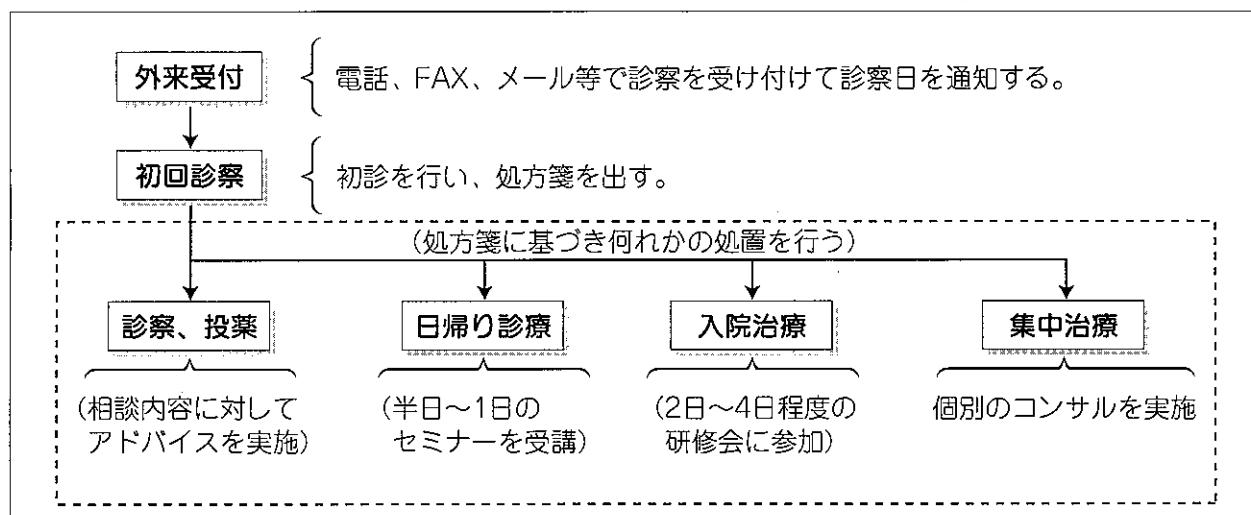 外来受付
電話、FAX、メール等で診察を受け付けて診察日を通知する。
初回診察
初診を行い、処方箋を出す。
(処方箋に基づき何れかの処置を行う)
診察、投薬
日帰り診療
入院治療
集中治療
(相談内容に対して
アドバイスを実施)
(半日～1日の
セミナーを受講)
(2日～4日程度の
研修会に参加)
個別のコンサルを実施